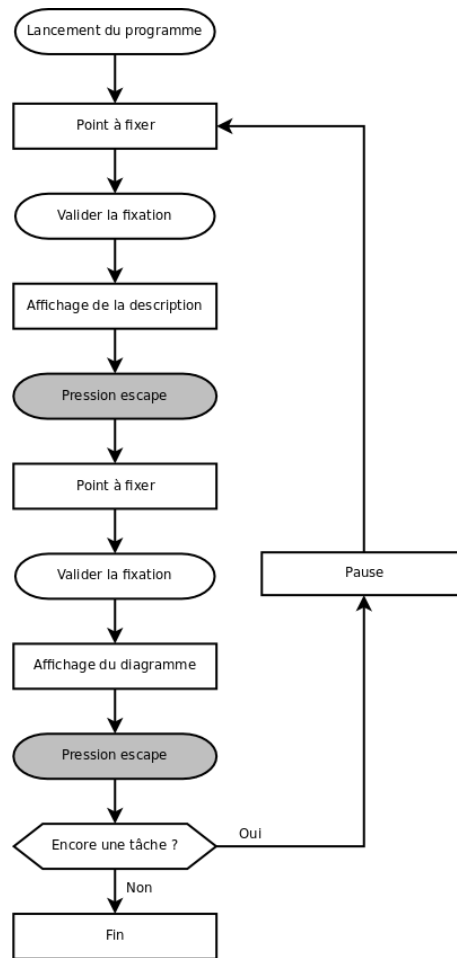 Lancement du programme
Point à fixer
Valider la fixation
Affichage de la description
Pression escape
Point à fixer
Valider la fixation
Pause
Affichage du diagramme
Pression escape
Encore une tâche ?
Oui
Non
Fin